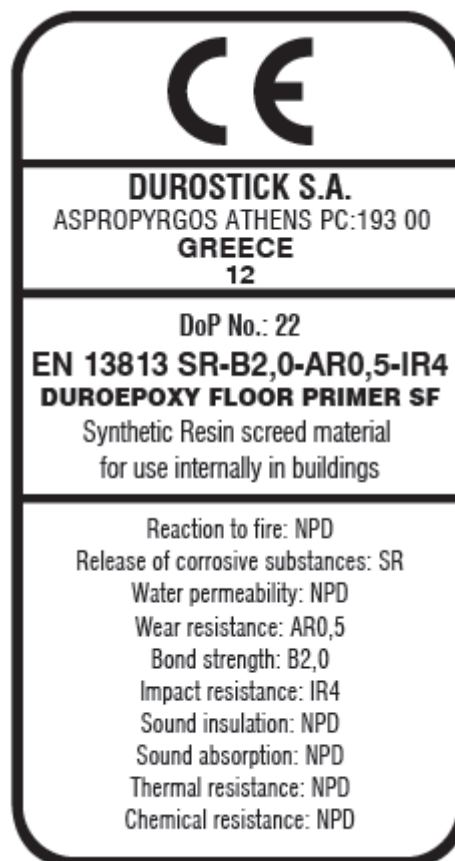 CE
DUROSTICK S.A.
ASPROPYRGOS ATHENS PC:193 00
GREECE
12
DoP No.: 22
EN 13813 SR-B2,0-AR0,5-IR4
DUROEPOXY FLOOR PRIMER SF
Synthetic Resin screed material
for use internally in buildings
Reaction to fire: NPD
Release of corrosive substances: SR
Water permeability: NPD
Wear resistance: AR0,5
Bond strength: B2,0
Impact resistance: IR4
Sound insulation: NPD
Sound absorption: NPD
Thermal resistance: NPD
Chemical resistance: NPD